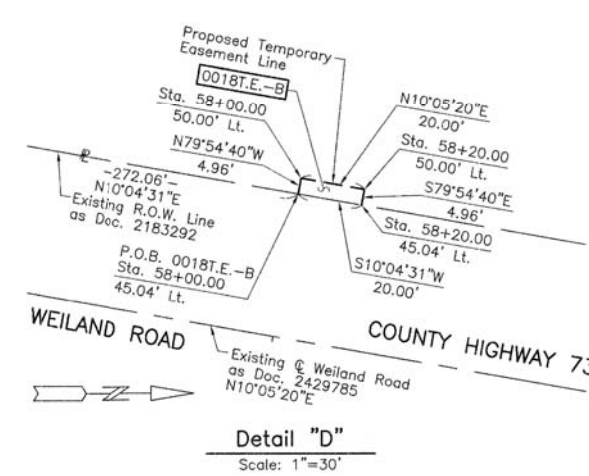 Proposed Temporary
Easement Line
0018T.E.-B
Sta. 58+00.00
50.00' Lt.
N79°54'40"W
4.96'
N10°05'20"E
20.00'
Sta. 58+20.00
50.00' Lt.
S79°54'40"E
4.96'
Sta. 58+20.00
45.04' Lt.
S10°04'31"W
20.00'
-272.06'-
N10°04'31"E
Existing R.O.W. Line
as Doc. 2183292
P.O.B. 0018T.E.-B
Sta. 58+00.00
45.04' Lt.
WEILAND ROAD
COUNTY HIGHWAY 73
Existing ℄ Weiland Road
as Doc. 2429785
N10°05'20"E
Detail "D"
Scale: 1"=30'